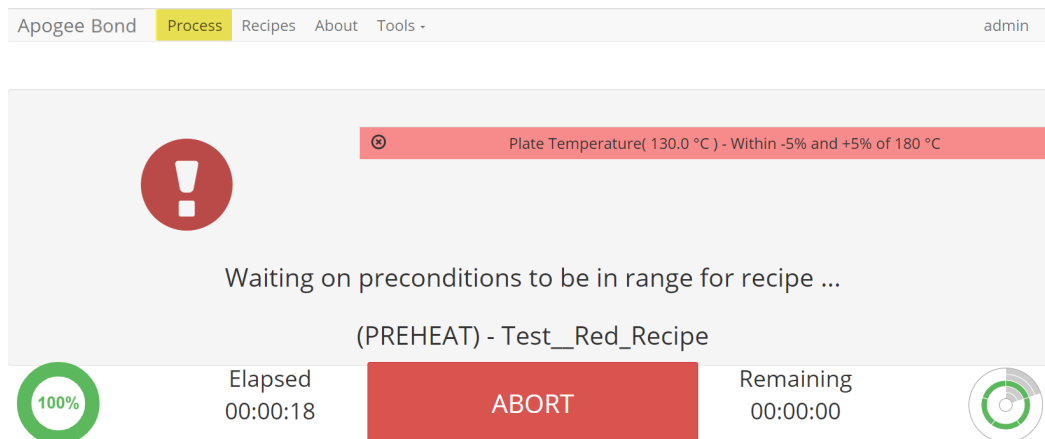 Apogee Bond Process Recipes About Tools admin
Plate Temperature( 130.0 °C ) - Within -5% and +5% of 180 °C
Waiting on preconditions to be in range for recipe ...
(PREHEAT) - Test__Red_Recipe
100%
Elapsed
00:00:18
ABORT
Remaining
00:00:00